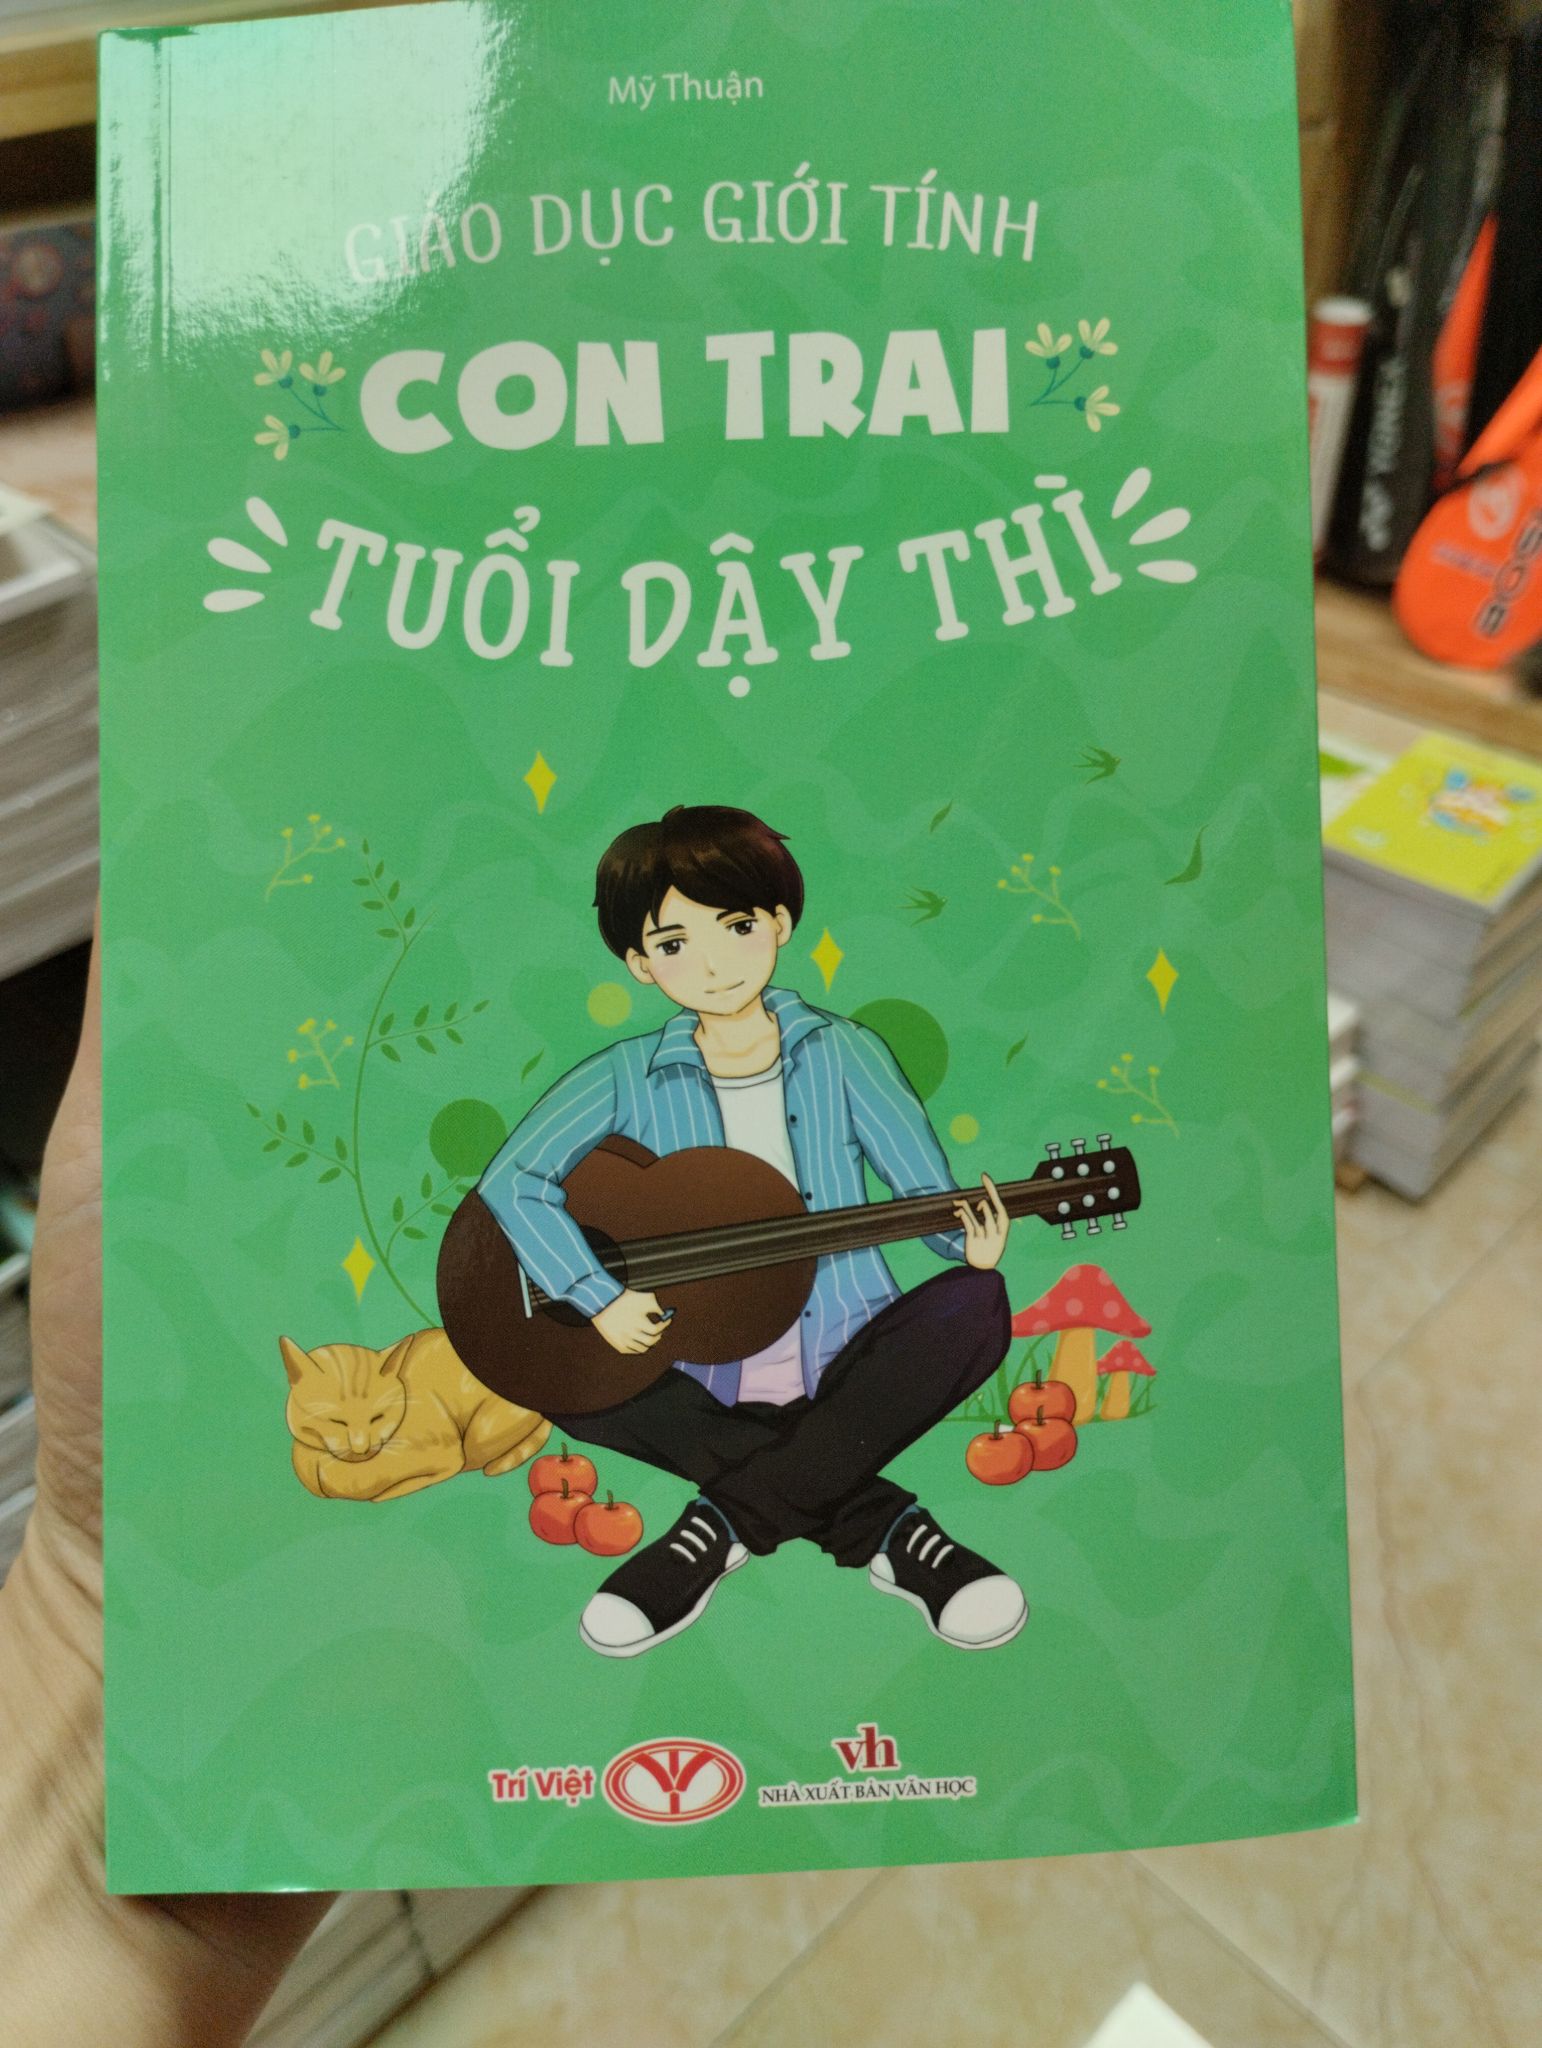 Mỹ Thuận
GIÁO DỤC GIỚI TÍNH
CON TRAI
TUỔI DẬY THÌ
Trí Việt
vh
NHÀ XUẤT BẢN VĂN HỌC